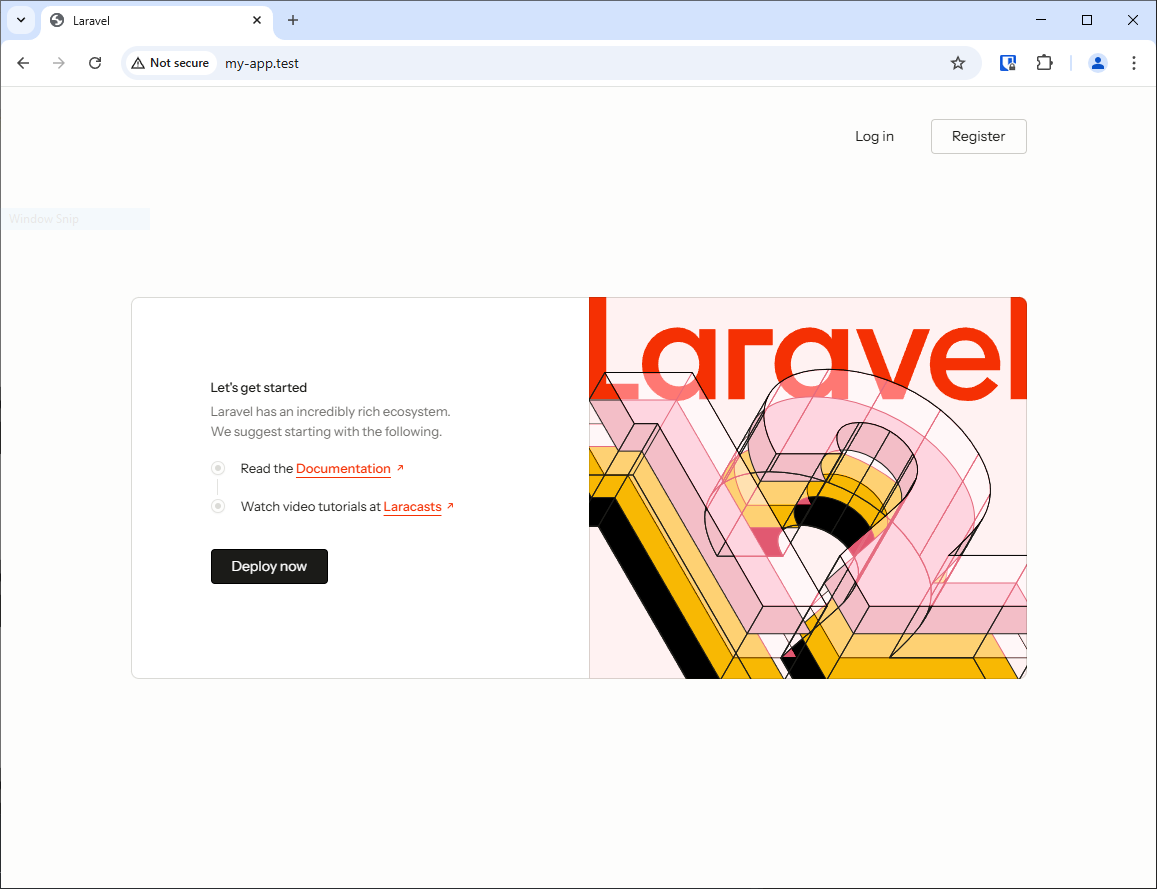 Laravel
Not secure
my-app.test
Log in
Register
Window Snip
Let's get started
Laravel has an incredibly rich ecosystem.
We suggest starting with the following.
Read the Documentation
Watch video tutorials at Laracasts
Deploy now
Laravel